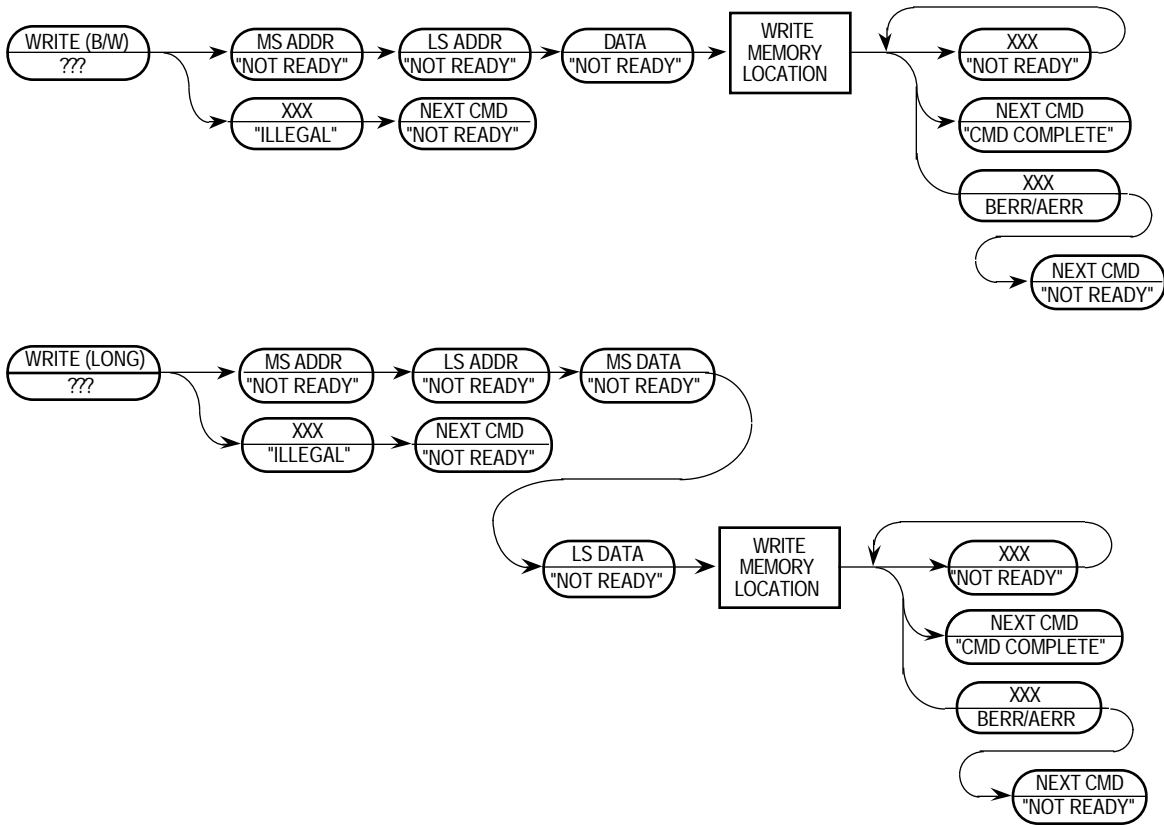 WRITE (B/W)
???
MS ADDR
"NOT READY"
LS ADDR
"NOT READY"
DATA
"NOT READY"
WRITE
MEMORY
LOCATION
XXX
"NOT READY"
XXX
"ILLEGAL"
NEXT CMD
"NOT READY"
NEXT CMD
"CMD COMPLETE"
XXX
BERR/AERR
NEXT CMD
"NOT READY"
WRITE (LONG)
???
MS ADDR
"NOT READY"
LS ADDR
"NOT READY"
MS DATA
"NOT READY"
XXX
"ILLEGAL"
NEXT CMD
"NOT READY"
LS DATA
"NOT READY"
WRITE
MEMORY
LOCATION
XXX
"NOT READY"
NEXT CMD
"CMD COMPLETE"
XXX
BERR/AERR
NEXT CMD
"NOT READY"